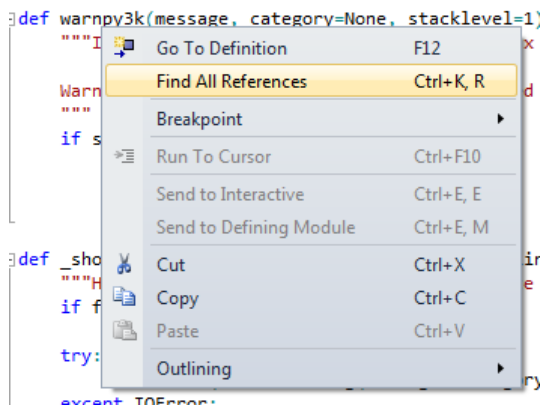 def warnpy3k(message, category=None, stacklevel=1)
"""I
Go To Definition F12
Find All References Ctrl+K, R
Warn
"""
Breakpoint
if s
Run To Cursor Ctrl+F10
Send to Interactive Ctrl+E, E
Send to Defining Module Ctrl+E, M
def _sho
Cut Ctrl+X
"""H
Copy Ctrl+C
if f
Paste Ctrl+V
try:
Outlining
except IOError: